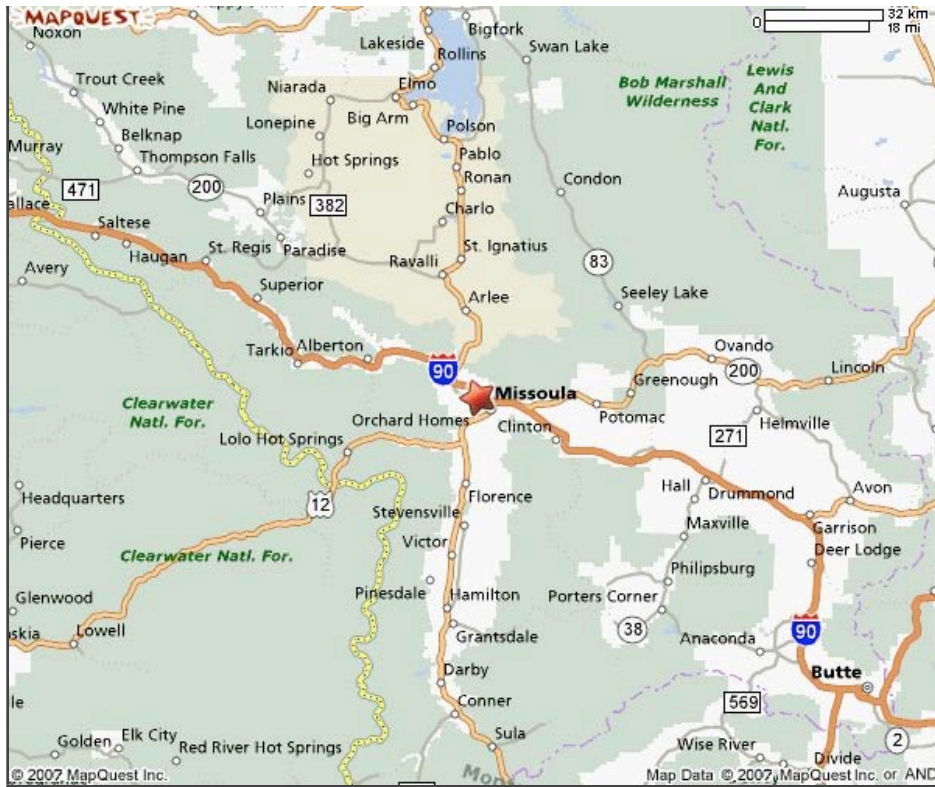 MAPQUEST
32 km
0
18 mi
Noxon
Lakeside
Bigfork
Rollins
Swan Lake
Trout Creek
Niarada
Elmo
Bob Marshall
Wilderness
Lewis
And
Clark
Natl.
For.
White Pine
Lonepine
Big Arm
Belknap
Polson
Murray
Thompson Falls
Hot Springs
Pablo
471
200
Ronan
Condon
Augusta
Plains
382
Charlo
allace
Saltese
Haugan
St. Regis
Paradise
St. Ignatius
Avery
Ravalli
83
Superior
Arlee
Seeley Lake
Tarkio
Alberton
90
Ovando
200
Lincoln
Missoula
Greenough
Clearwater
Natl. For.
Orchard Homes
Clinton
Potomac
Helmville
271
Lolo Hot Springs
Headquarters
12
Florence
Hall
Drummond
Avon
Stevensville
Maxville
Garrison
Pierce
Clearwater Natl. For.
Victor
Deer Lodge
Pinesdale
Philipsburg
Glenwood
Hamilton
Porters Corner
skia
Lowell
Grantsdale
38
Anaconda
90
Darby
Butte
Conner
569
Golden
Elk City
Red River Hot Springs
Sula
Wise River
2
Divide
© 2007 MapQuest Inc.
Map Data © 2007 MapQuest Inc. or AND